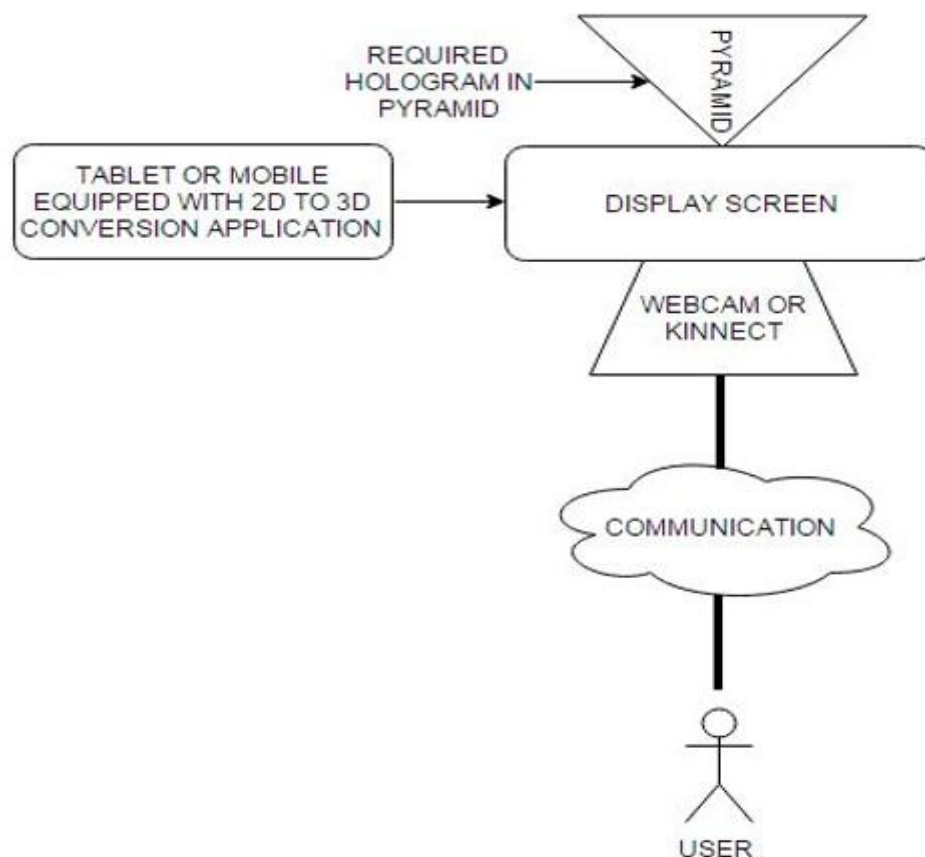 REQUIRED
HOLOGRAM IN
PYRAMID
PYRAMID
TABLET OR MOBILE
EQUIPPED WITH 2D TO 3D
CONVERSION APPLICATION
DISPLAY SCREEN
WEBCAM OR
KINNECT
COMMUNICATION
USER